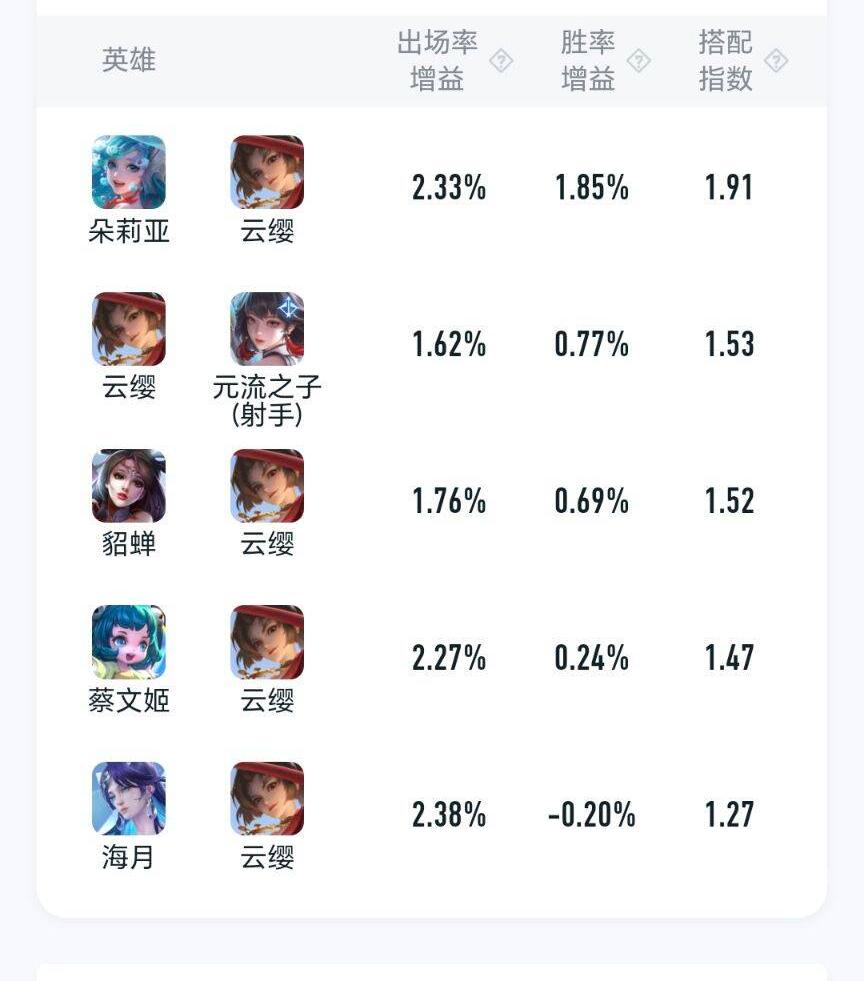 英雄
出场率
增益
胜率
增益
搭配
指数
朵莉亚 云缨 2.33% 1.85% 1.91
云缨 元流之子
(射手) 1.62% 0.77% 1.53
貂蝉 云缨 1.76% 0.69% 1.52
蔡文姬 云缨 2.27% 0.24% 1.47
海月 云缨 2.38% -0.20% 1.27